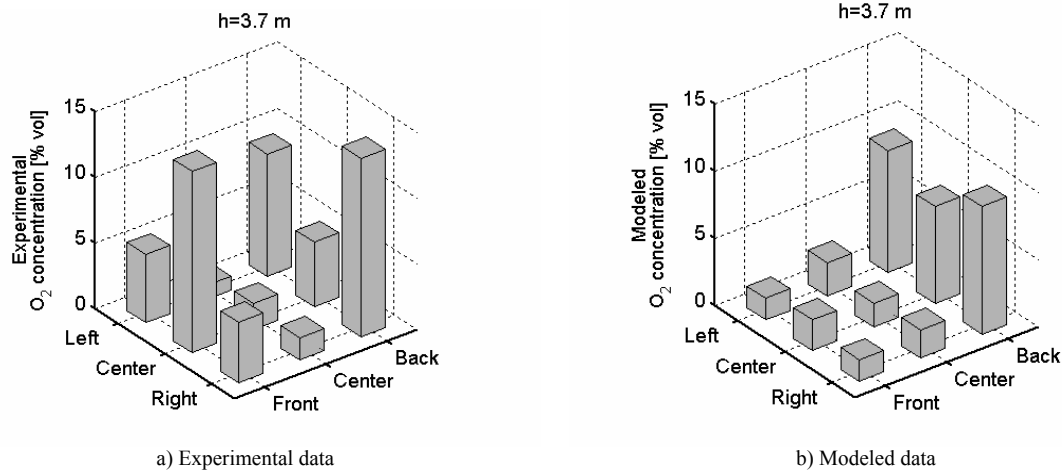 h=3.7 m
Experimental
O₂ concentration [% vol]
15
10
5
0
Left
Center
Right
Front
Center
Back
a) Experimental data
h=3.7 m
Modeled
O₂ concentration [% vol]
15
10
5
0
Left
Center
Right
Front
Center
Back
b) Modeled data